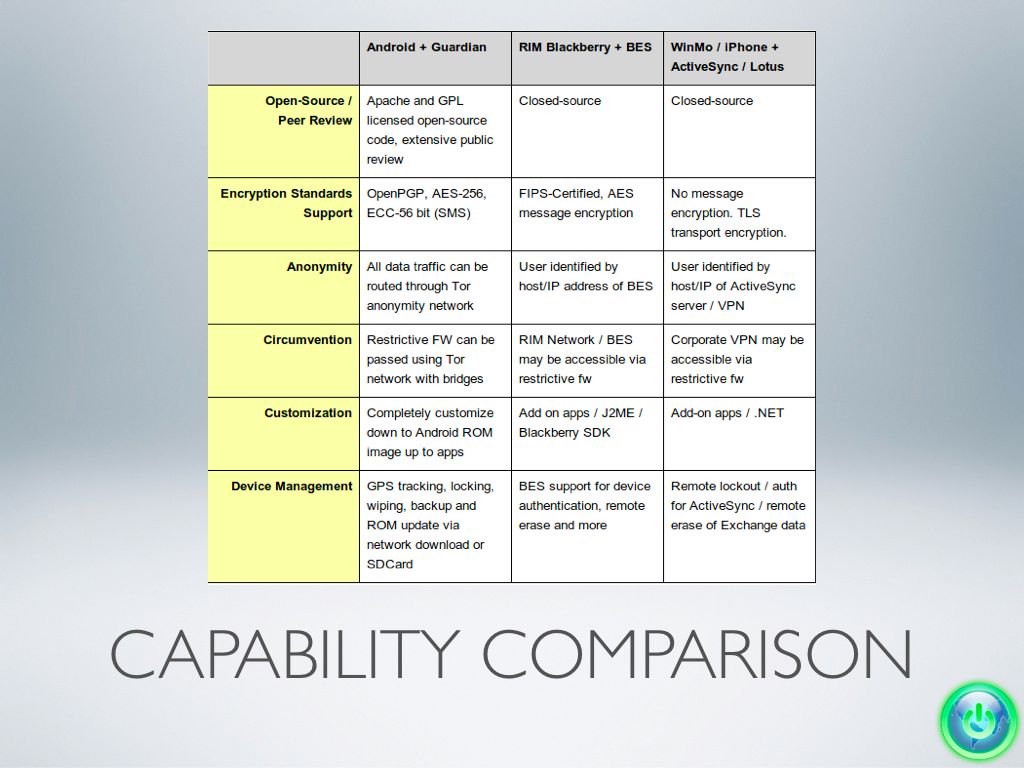 Android + Guardian
RIM Blackberry + BES
WinMo / iPhone +
ActiveSync / Lotus
Open-Source /
Peer Review
Apache and GPL
licensed open-source
code, extensive public
review
Closed-source
Closed-source
Encryption Standards
Support
OpenPGP, AES-256,
ECC-56 bit (SMS)
FIPS-Certified, AES
message encryption
No message
encryption. TLS
transport encryption.
Anonymity
All data traffic can be
routed through Tor
anonymity network
User identified by
host/IP address of BES
User identified by
host/IP of ActiveSync
server / VPN
Circumvention
Restrictive FW can be
passed using Tor
network with bridges
RIM Network / BES
may be accessible via
restrictive fw
Corporate VPN may be
accessible via
restrictive fw
Customization
Completely customize
down to Android ROM
image up to apps
Add on apps / J2ME /
Blackberry SDK
Add-on apps / .NET
Device Management
GPS tracking, locking,
wiping, backup and
ROM update via
network download or
SDCard
BES support for device
authentication, remote
erase and more
Remote lockout / auth
for ActiveSync / remote
erase of Exchange data
CAPABILITY COMPARISON